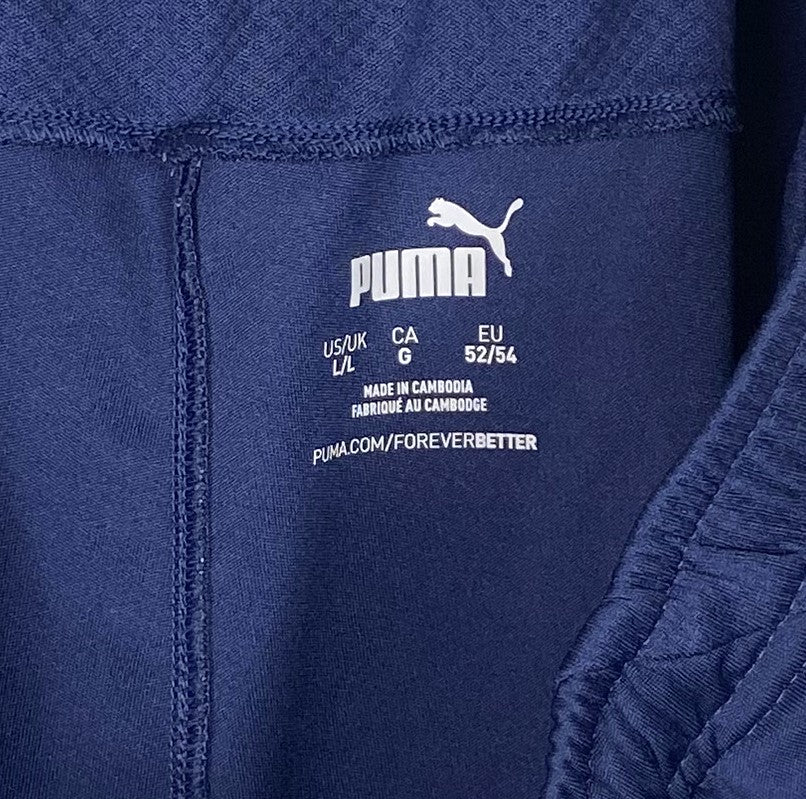 PUMA
US/UK CA EU
L/L G 52/54
MADE IN CAMBODIA
FABRIQUÉ AU CAMBODGE
PUMA.COM/FOREVERBETTER